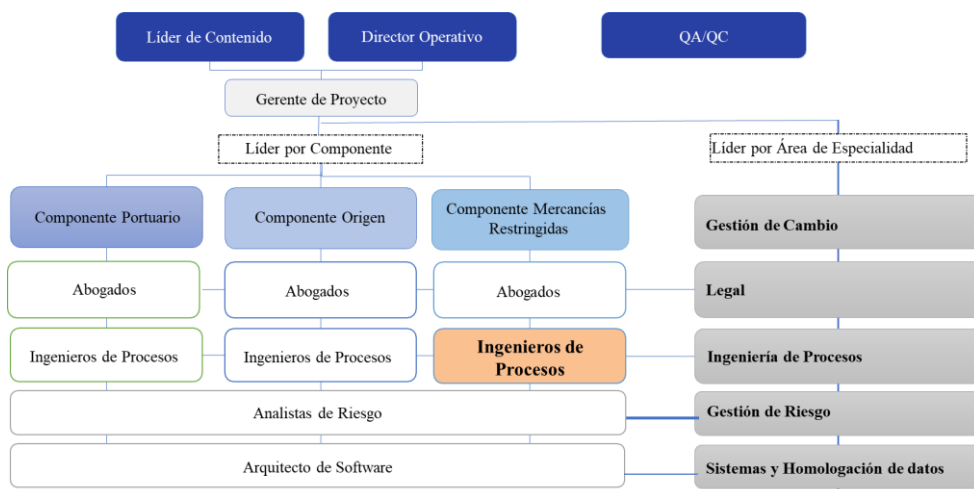 Líder de Contenido
Director Operativo
QA/QC
Gerente de Proyecto
Líder por Componente
Líder por Área de Especialidad
Componente Portuario
Componente Origen
Componente Mercancías
Restringidas
Gestión de Cambio
Abogados
Abogados
Abogados
Legal
Ingenieros de Procesos
Ingenieros de Procesos
Ingenieros de
Procesos
Ingeniería de Procesos
Analistas de Riesgo
Gestión de Riesgo
Arquitecto de Software
Sistemas y Homologación de datos